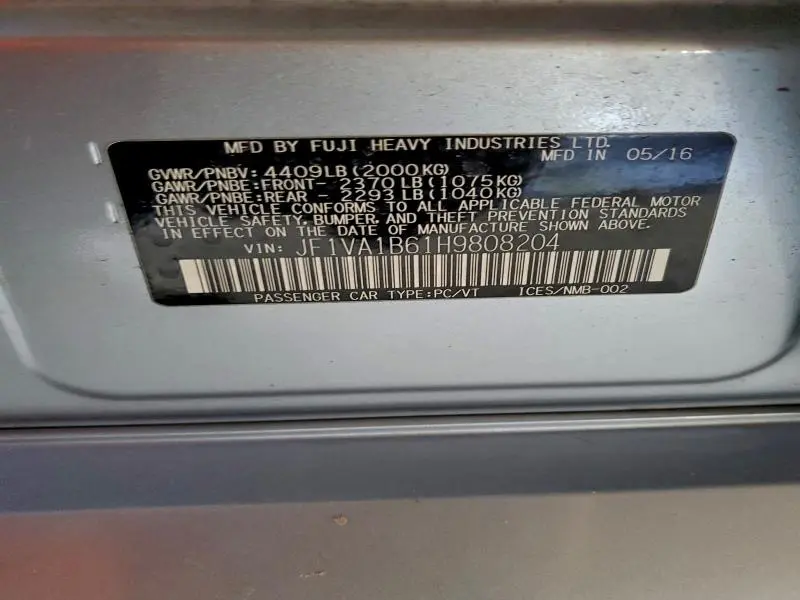 MFD BY FUJI HEAVY INDUSTRIES LTD.
MFD IN 05/16
GVWR/PNBV: 4409LB(2000KG)
GAWR/PNBE:FRONT- 2370LB(1075KG)
GAWR/PNBE:REAR - 2293LB(1040KG)
THIS VEHICLE CONFORMS TO ALL APPLICABLE FEDERAL MOTOR
VEHICLE SAFETY, BUMPER, AND THEFT PREVENTION STANDARDS
IN EFFECT ON THE DATE OF MANUFACTURE SHOWN ABOVE.
VIN: JF1VA1B61H9808204
PASSENGER CAR TYPE:PC/VT ICES/NMB-002